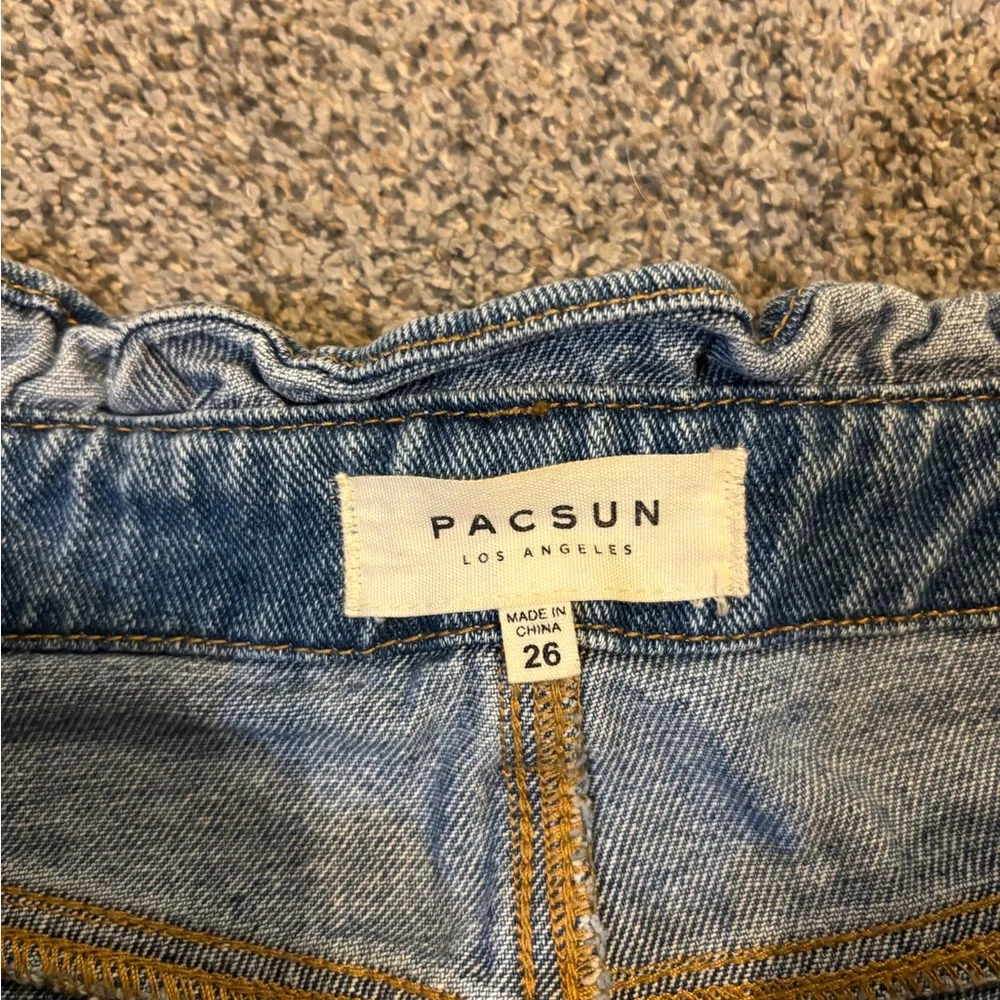 PACSUN
LOS ANGELES
MADE IN
CHINA
26